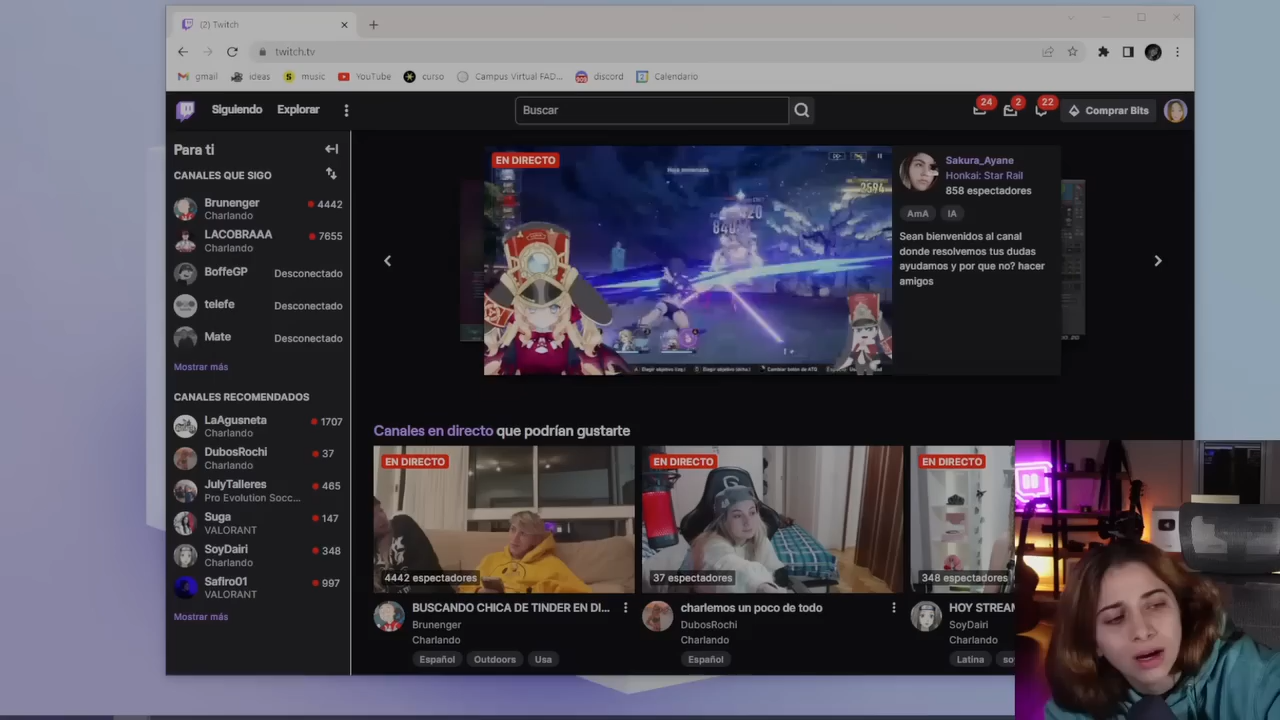 (2) Twitch
twitch.tv
gmail
ideas
music
YouTube
curso
Campus Virtual FAD...
discord
Calendario
Siguiendo
Explorar
Buscar
24
2
22
Comprar Bits
Para ti
CANALES QUE SIGO
Brunenger
4442
Charlando
LACOBRAAA
7655
Charlando
BoffeGP
Desconectado
telefe
Desconectado
Mate
Desconectado
Mostrar más
CANALES RECOMENDADOS
LaAgusneta
1707
Charlando
DubosRochi
37
Charlando
JulyTalleres
465
Pro Evolution Socc...
Suga
147
VALORANT
SoyDairi
348
Charlando
Safiro01
997
VALORANT
Mostrar más
EN DIRECTO
Sakura_Ayane
Honkai: Star Rail
858 espectadores
AmA
IA
Sean bienvenidos al canal
donde resolvemos tus dudas
ayudamos y por que no? hacer
amigos
Canales en directo que podrían gustarte
EN DIRECTO
4442 espectadores
BUSCANDO CHICA DE TINDER EN DI...
Brunenger
Charlando
Español
Outdoors
Usa
EN DIRECTO
37 espectadores
charlemos un poco de todo
DubosRochi
Charlando
Español
EN DIRECTO
348 espectadores
HOY STREAM
SoyDairi
Charlando
Latina